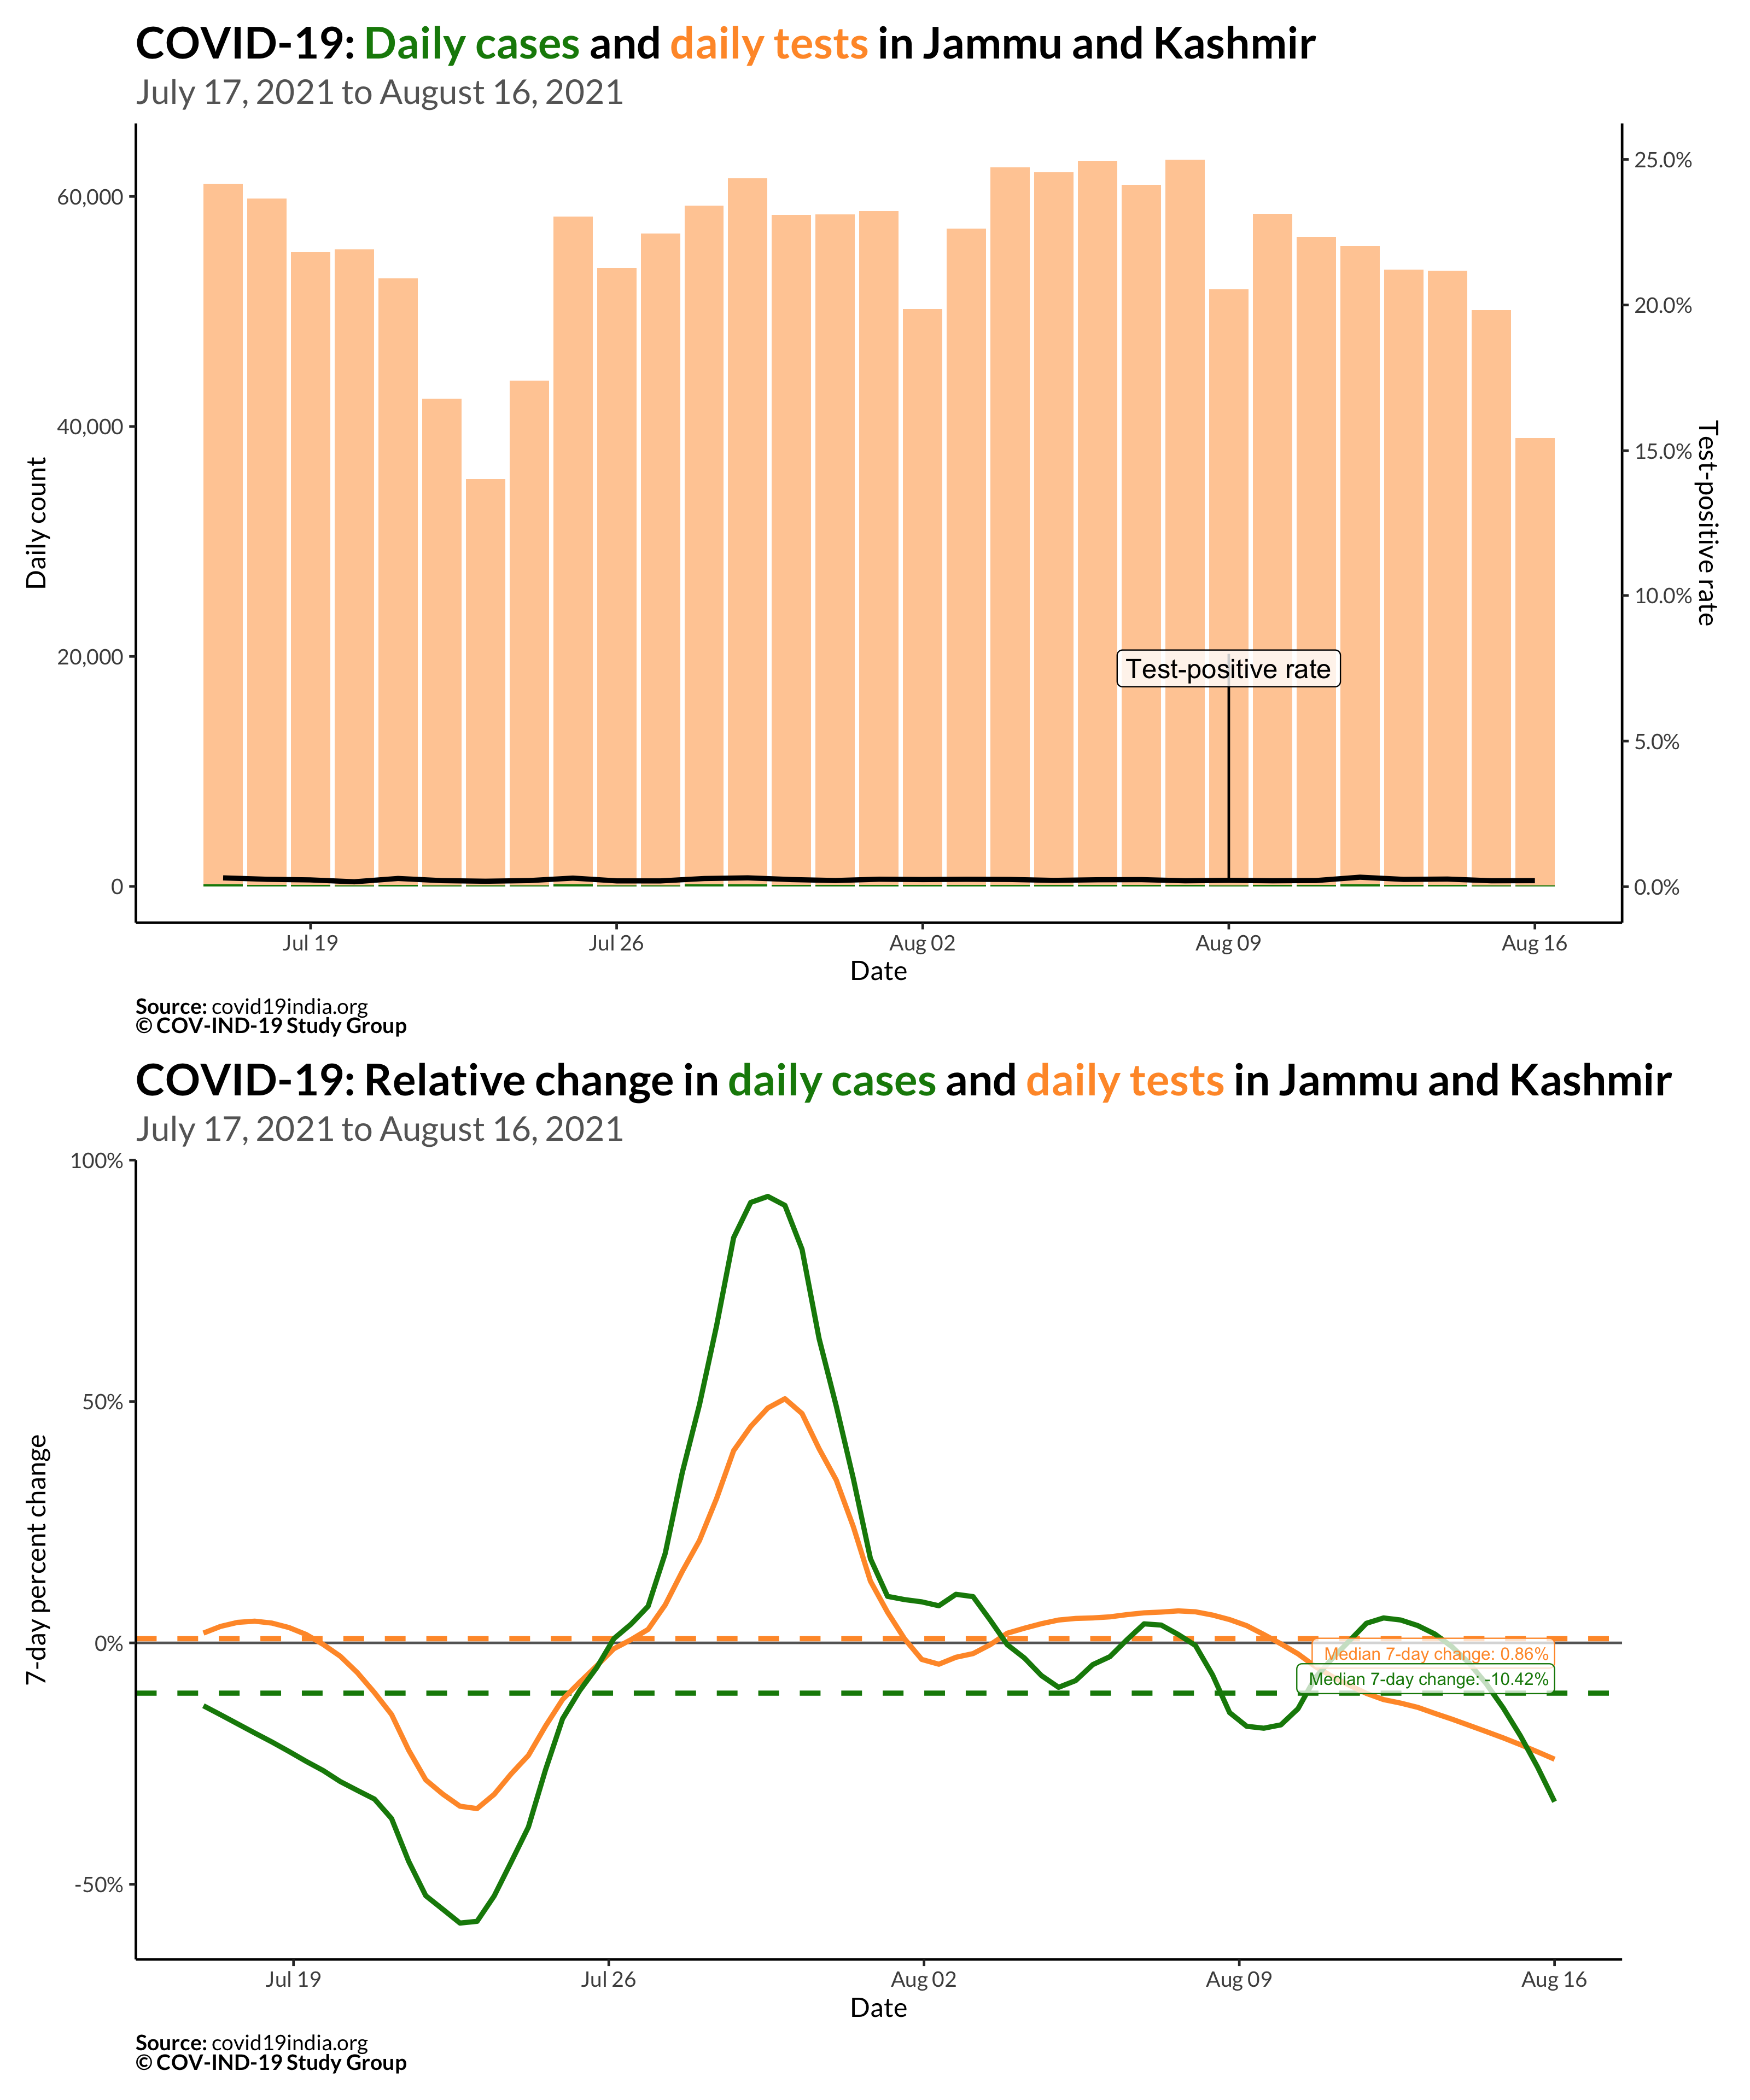 COVID-19: Daily cases and daily tests in Jammu and Kashmir
July 17, 2021 to August 16, 2021
60,000
40,000
20,000
0
Daily count
25.0%
20.0%
15.0%
10.0%
5.0%
0.0%
Test-positive rate
Test-positive rate
Jul 19
Jul 26
Aug 02
Aug 09
Aug 16
Date
Source: covid19india.org
© COV-IND-19 Study Group
COVID-19: Relative change in daily cases and daily tests in Jammu and Kashmir
July 17, 2021 to August 16, 2021
100%
50%
0%
-50%
7-day percent change
Median 7-day change: 0.86%
Median 7-day change: -10.42%
Jul 19
Jul 26
Aug 02
Aug 09
Aug 16
Date
Source: covid19india.org
© COV-IND-19 Study Group